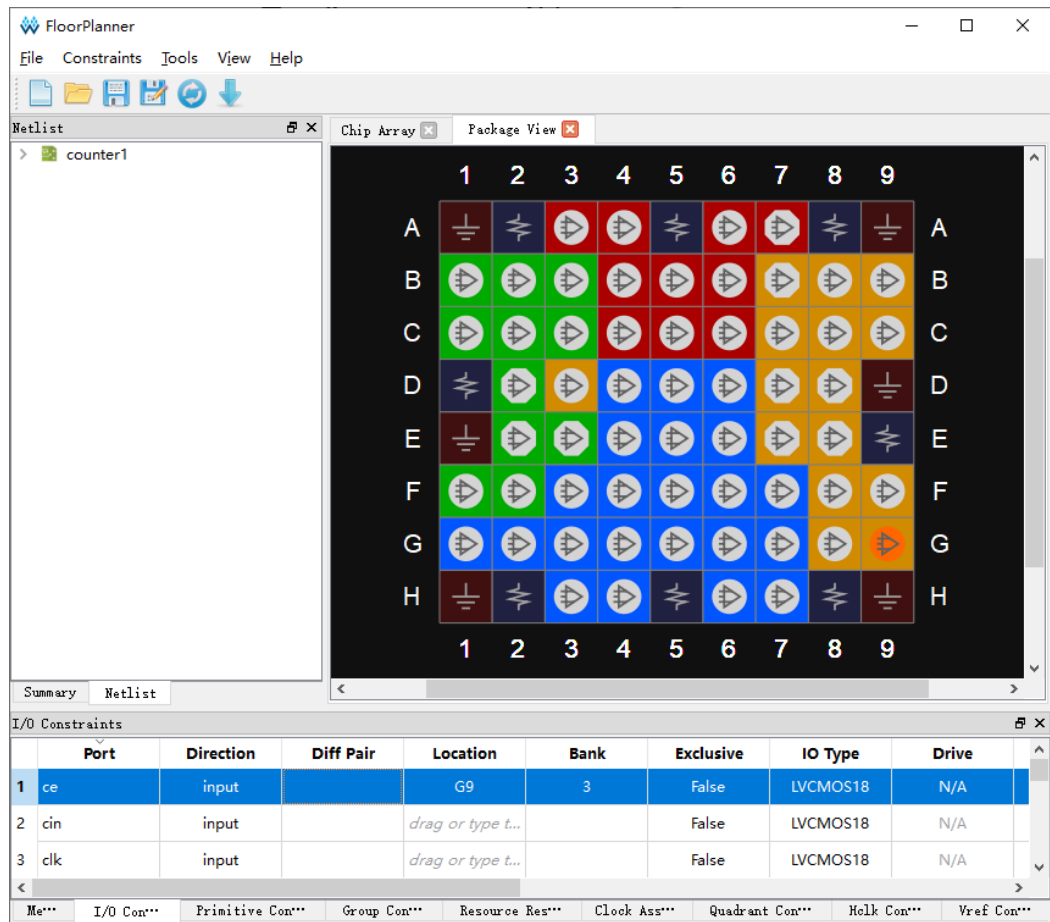 FloorPlanner
File Constraints Tools View Help
Netlist
Chip Array Package View
counter1
1 2 3 4 5 6 7 8 9
A A
B B
C C
D D
E E
F F
G G
H H
1 2 3 4 5 6 7 8 9
Summary Netlist
I/O Constraints
Port Direction Diff Pair Location Bank Exclusive IO Type Drive
1 ce input G9 3 False LVCMOS18 N/A
2 cin input drag or type t... False LVCMOS18 N/A
3 clk input drag or type t... False LVCMOS18 N/A
Me… I/O Con… Primitive Con… Group Con… Resource Res… Clock Ass… Quadrant Con… Hclk Con… Vref Con…